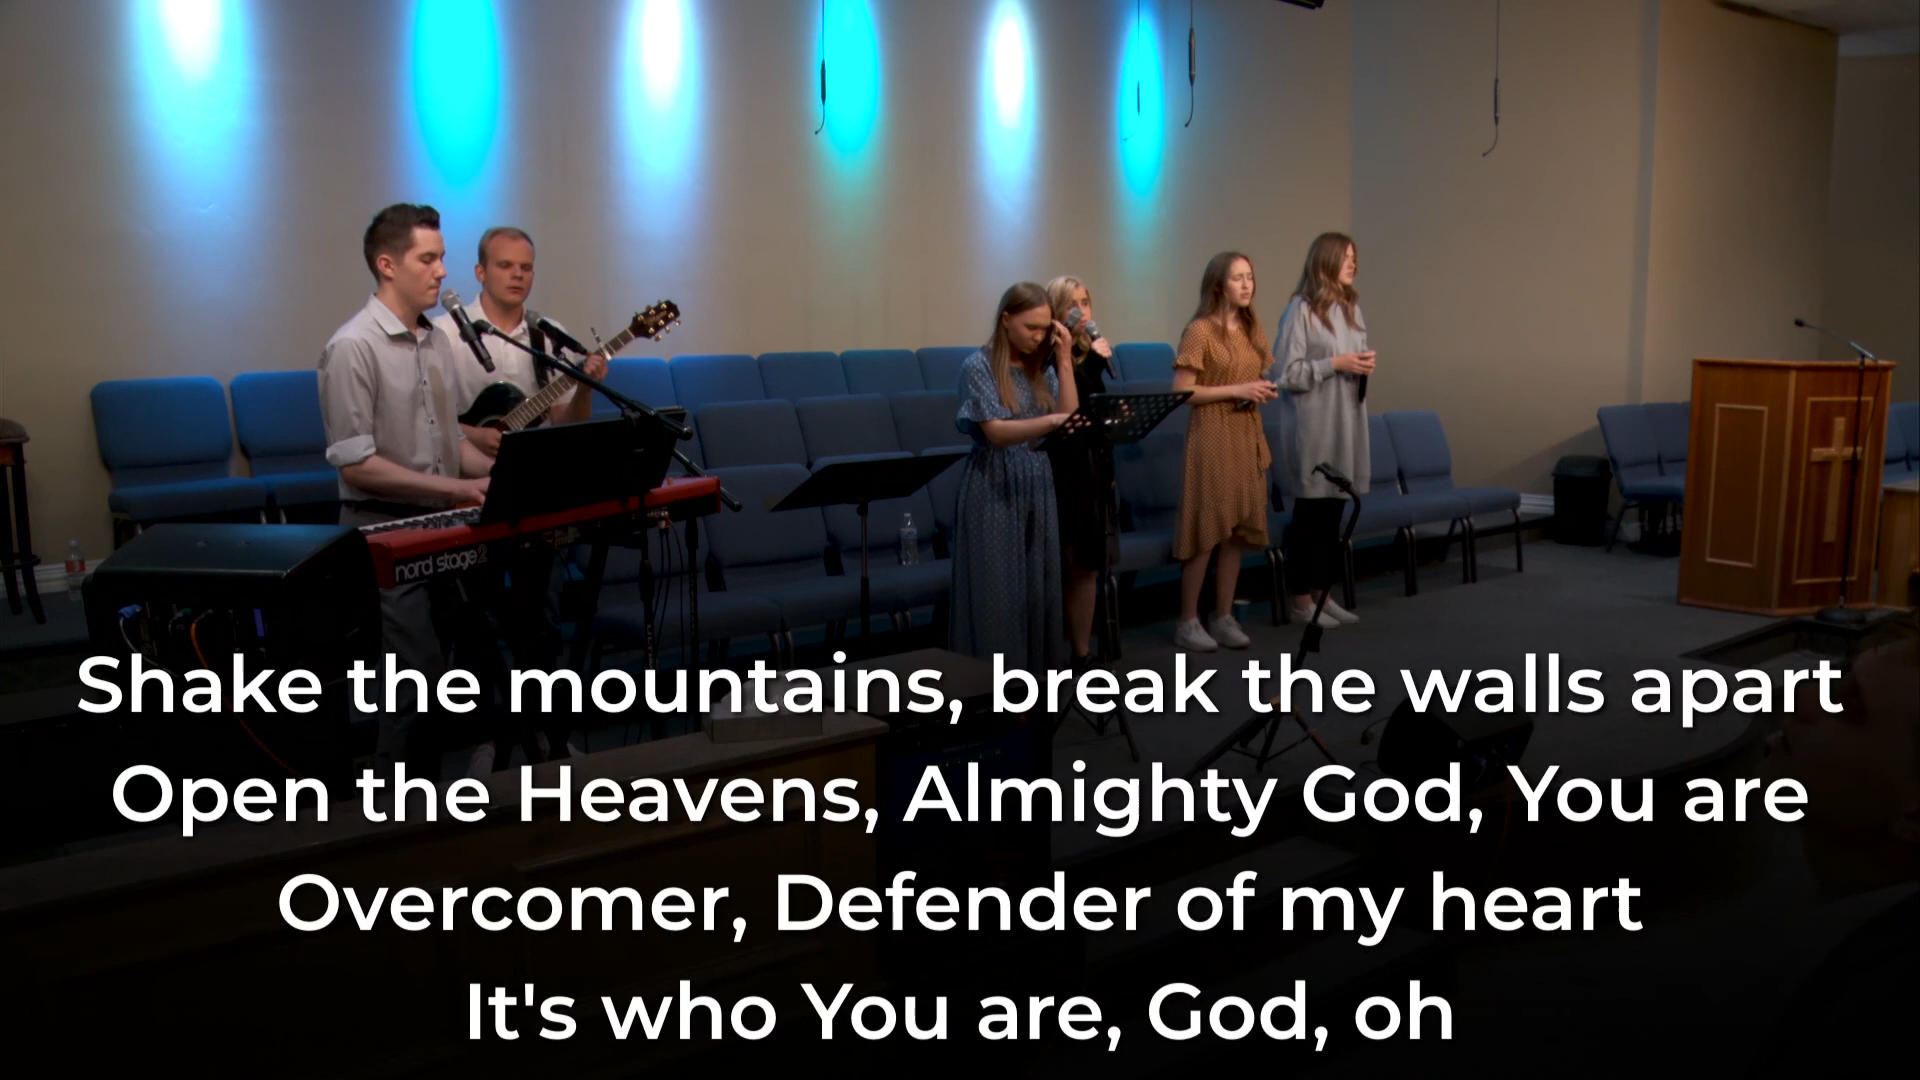 nord stage 2
Shake the mountains, break the walls apart
Open the Heavens, Almighty God, You are
Overcomer, Defender of my heart
It's who You are, God, oh